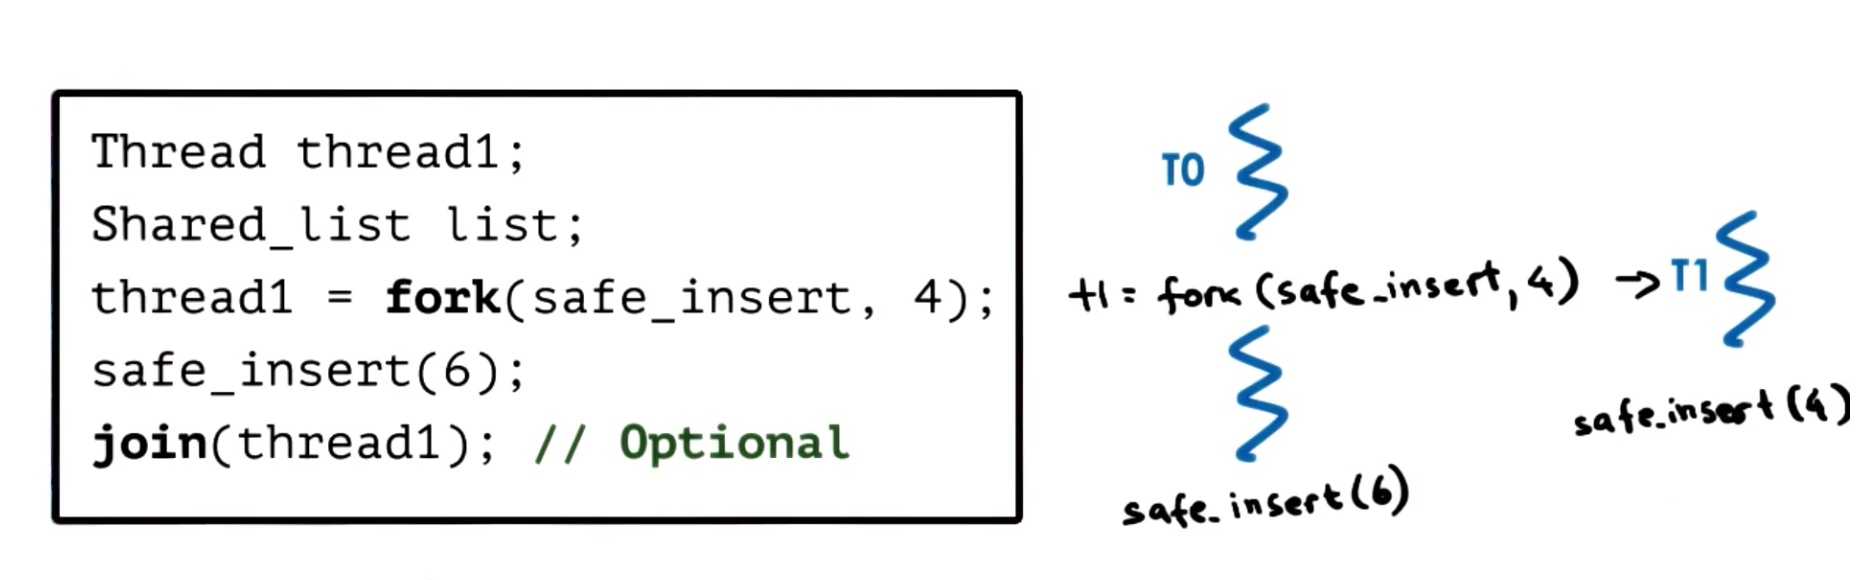 Thread thread1;
Shared_list list;
thread1 = fork(safe_insert, 4);
safe_insert(6);
join(thread1); // Optional
T0
t1 = fork (safe_insert, 4) → T1
safe_insert (4)
safe_insert (6)